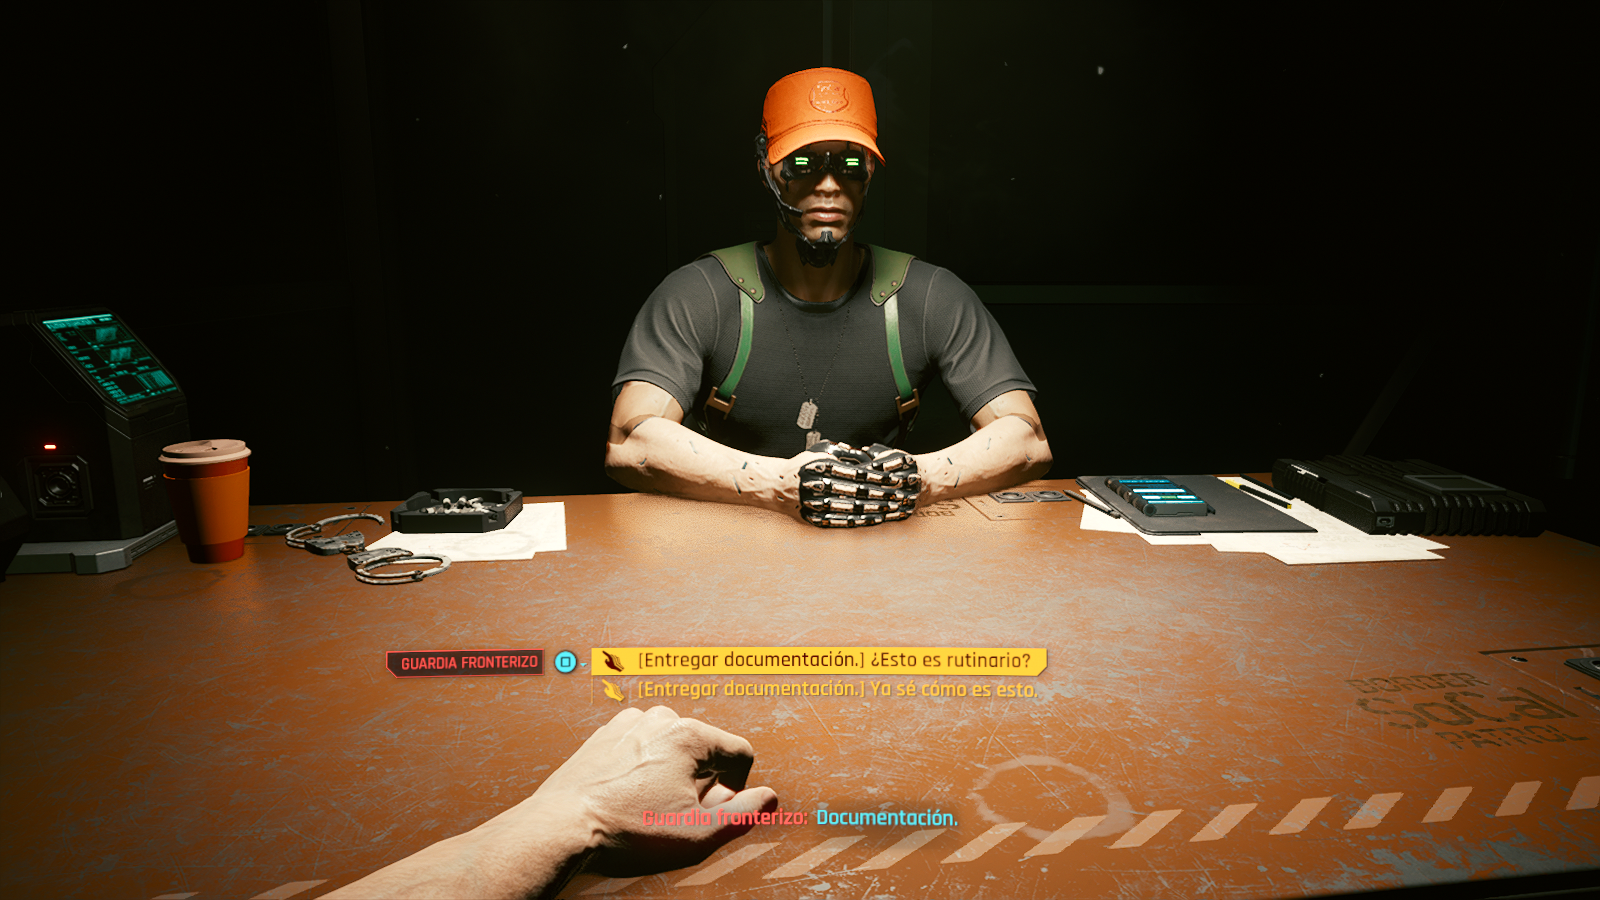 GUARDIA FRONTERIZO
[Entregar documentación.] ¿Esto es rutinario?
[Entregar documentación.] Ya sé cómo es esto.
BORDER
SoCal
PATROL
Guardia fronterizo: Documentación.